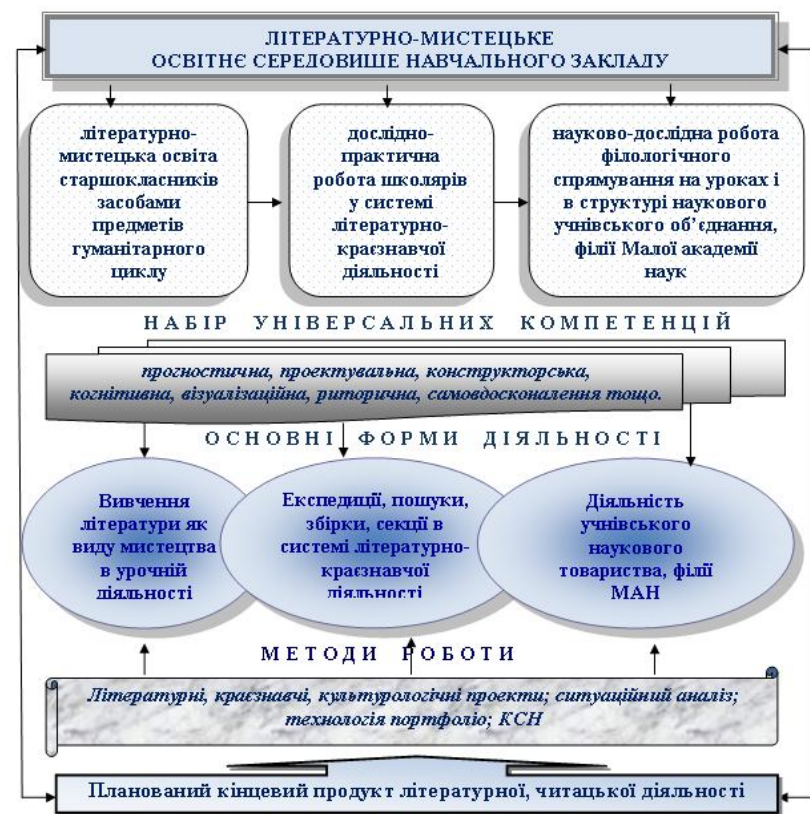 ЛІТЕРАТУРНО-МИСТЕЦЬКЕ
ОСВІТНЄ СЕРЕДОВИЩЕ НАВЧАЛЬНОГО ЗАКЛАДУ
літературно-
мистецька освіта
старшокласників
засобами
предметів
гуманітарного
циклу
дослідно-
практична
робота школярів
у системі
літературно-
краєзнавчої
діяльності
науково-дослідна робота
філологічного
спрямування на уроках і
в структурі наукового
учнівського об’єднання,
філії Малої академії
наук
НАБІР УНІВЕРСАЛЬНИХ КОМПЕТЕНЦІЙ
прогностична, проектувальна, конструкторська,
когнітивна, візуалізаційна, риторична, самовдосконалення тощо.
ОСНОВНІ ФОРМИ ДІЯЛЬНОСТІ
Вивчення
літератури як
виду мистецтва
в урочній
діяльності
Експедиції, пошуки,
збірки, секції в
системі літературно-
краєзнавчої
діяльності
Діяльність
учнівського
наукового
товариства, філії
МАН
МЕТОДИ РОБОТИ
Літературні, краєзнавчі, культурологічні проекти; ситуаційний аналіз;
технологія портфоліо; КСН
Планований кінцевий продукт літературної, читацької діяльності